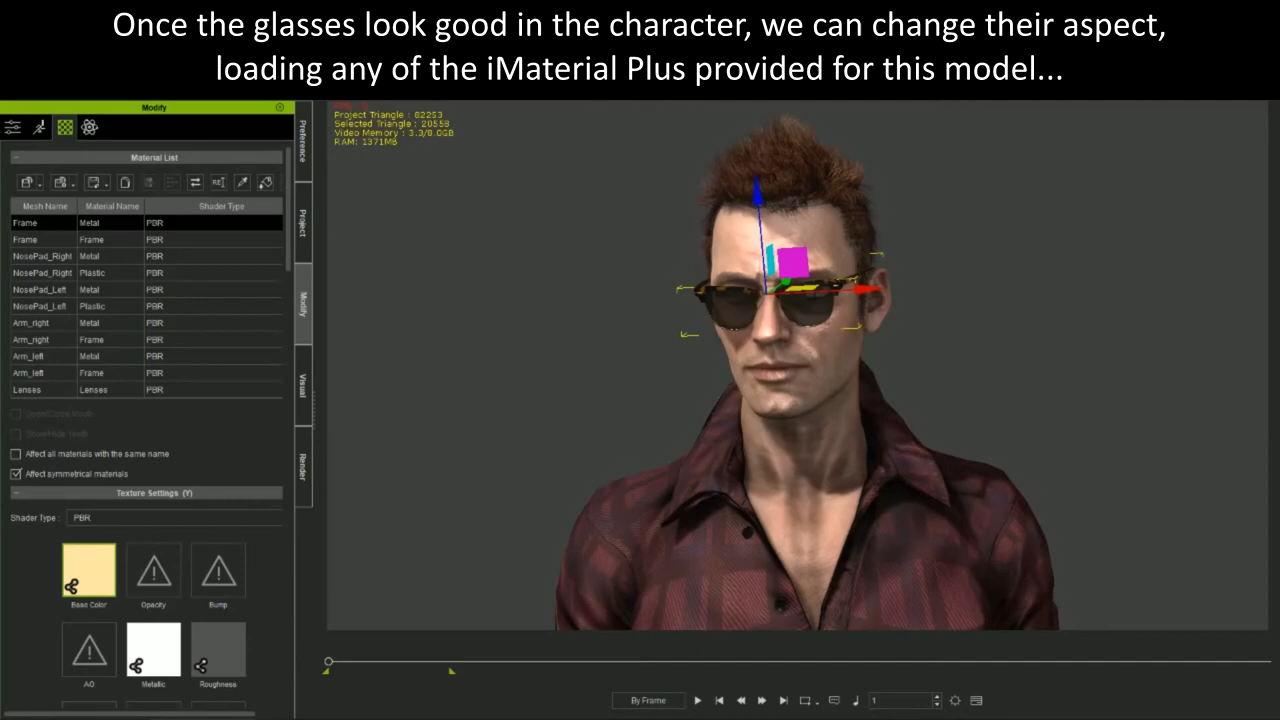 Once the glasses look good in the character, we can change their aspect,
loading any of the iMaterial Plus provided for this model...
Modify
Material List
Mesh Name Material Name Shader Type
Frame Metal PBR
Frame Frame PBR
NosePad_Right Metal PBR
NosePad_Right Plastic PBR
NosePad_Left Metal PBR
NosePad_Left Plastic PBR
Arm_right Metal PBR
Arm_right Frame PBR
Arm_left Metal PBR
Arm_left Frame PBR
Lenses Lenses PBR
Affect all materials with the same name
Affect symmetrical materials
Texture Settings (Y)
Shader Type : PBR
Base Color Opacity Bump
AO Metallic Roughness
Preference
Project
Modify
Visual
Render
Project Triangle : 82253
Selected Triangle : 20558
Video Memory : 3.3/8.0GB
RAM: 1371MB
By Frame
1